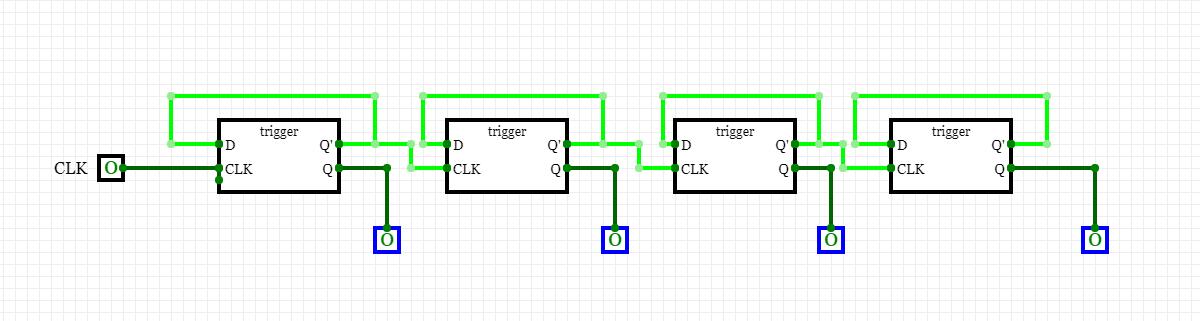 trigger trigger trigger trigger
D Q' D Q' D Q' D Q'
CLK O CLK Q CLK Q CLK Q CLK Q
O O O O